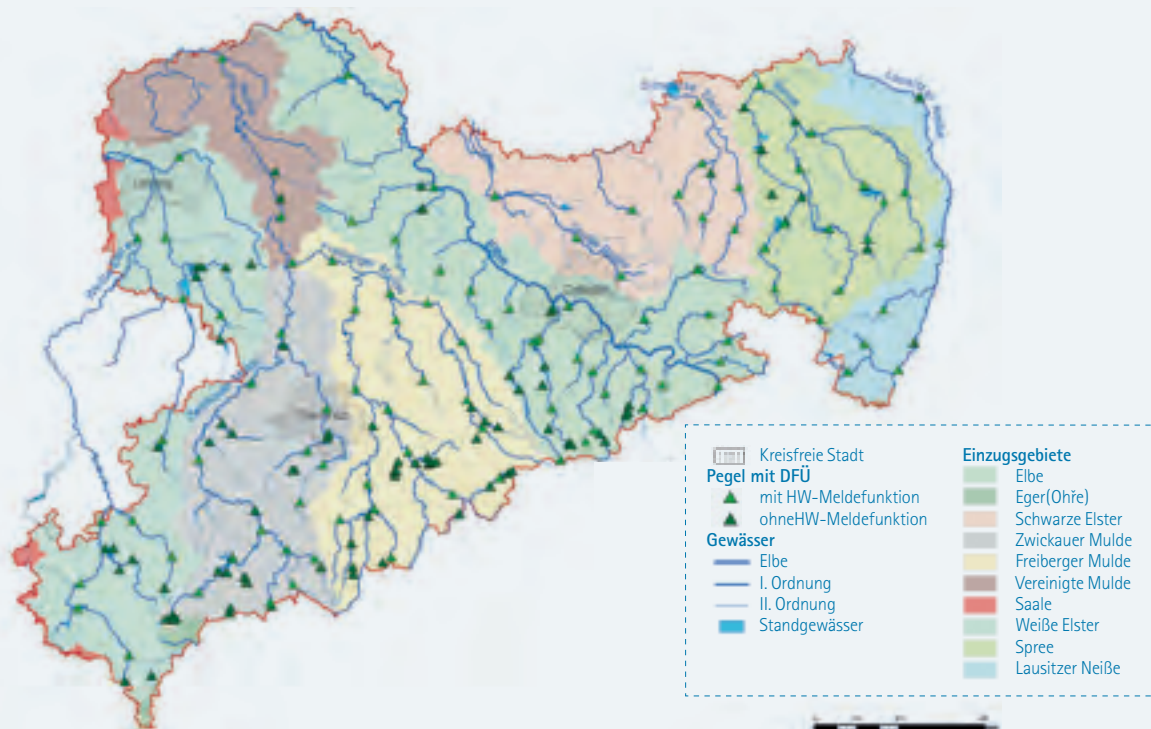 Kreisfreie Stadt
Pegel mit DFÜ
mit HW-Meldefunktion
ohneHW-Meldefunktion
Gewässer
Elbe
I. Ordnung
II. Ordnung
Standgewässer
Einzugsgebiete
Elbe
Eger(Ohře)
Schwarze Elster
Zwickauer Mulde
Freiberger Mulde
Vereinigte Mulde
Saale
Weiße Elster
Spree
Lausitzer Neiße